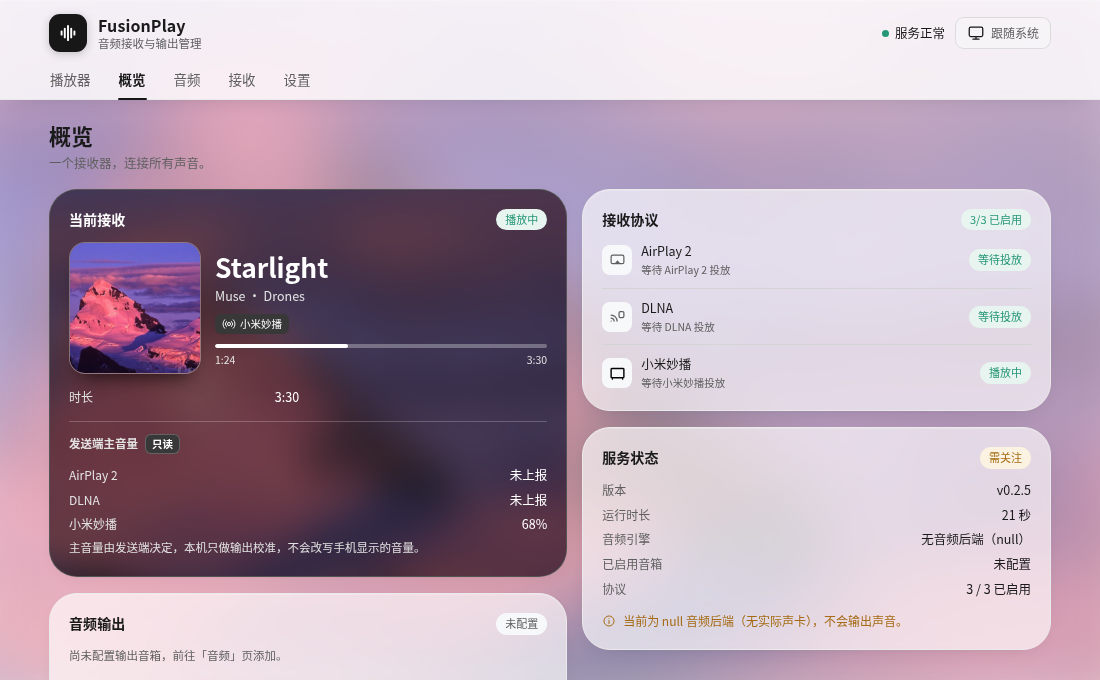 FusionPlay
音频接收与输出管理
服务正常
跟随系统
播放器 概览 音频 接收 设置
概览
一个接收器，连接所有声音。
当前接收
播放中
Starlight
Muse • Drones
小米妙播
1:24 3:30
时长 3:30
发送端主音量 只读
AirPlay 2 未上报
DLNA 未上报
小米妙播 68%
主音量由发送端决定，本机只做输出校准，不会改写手机显示的音量。
音频输出
未配置
尚未配置输出音箱，前往「音频」页添加。
接收协议
3/3 已启用
AirPlay 2
等待 AirPlay 2 投放
等待投放
DLNA
等待 DLNA 投放
等待投放
小米妙播
等待小米妙播投放
播放中
服务状态
需关注
版本 v0.2.5
运行时长 21 秒
音频引擎 无音频后端（null）
已启用音箱 未配置
协议 3 / 3 已启用
当前为 null 音频后端（无实际声卡），不会输出声音。